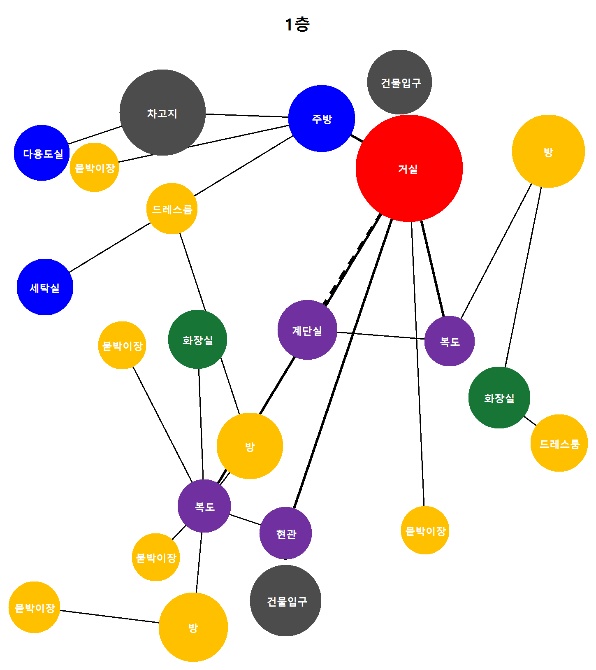 1층
건물입구
차고지
주방
다용도실
붙박이장
방
거실
드레스룸
세탁실
계단실
화장실
복도
붙박이장
화장실
드레스룸
방
복도
현관
붙박이장
붙박이장
건물입구
붙박이장
방